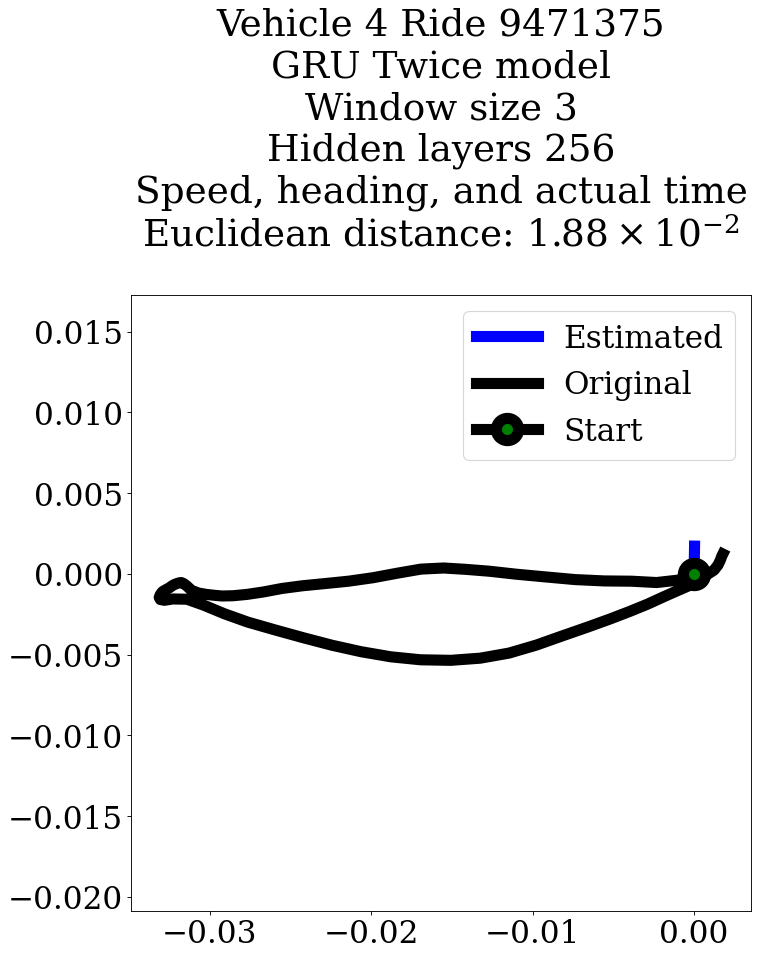 Vehicle 4 Ride 9471375
GRU Twice model
Window size 3
Hidden layers 256
Speed, heading, and actual time
Euclidean distance: 1.88 × 10⁻²
Estimated
Original
Start
0.015
0.010
0.005
0.000
−0.005
−0.010
−0.015
−0.020
−0.03
−0.02
−0.01
0.00